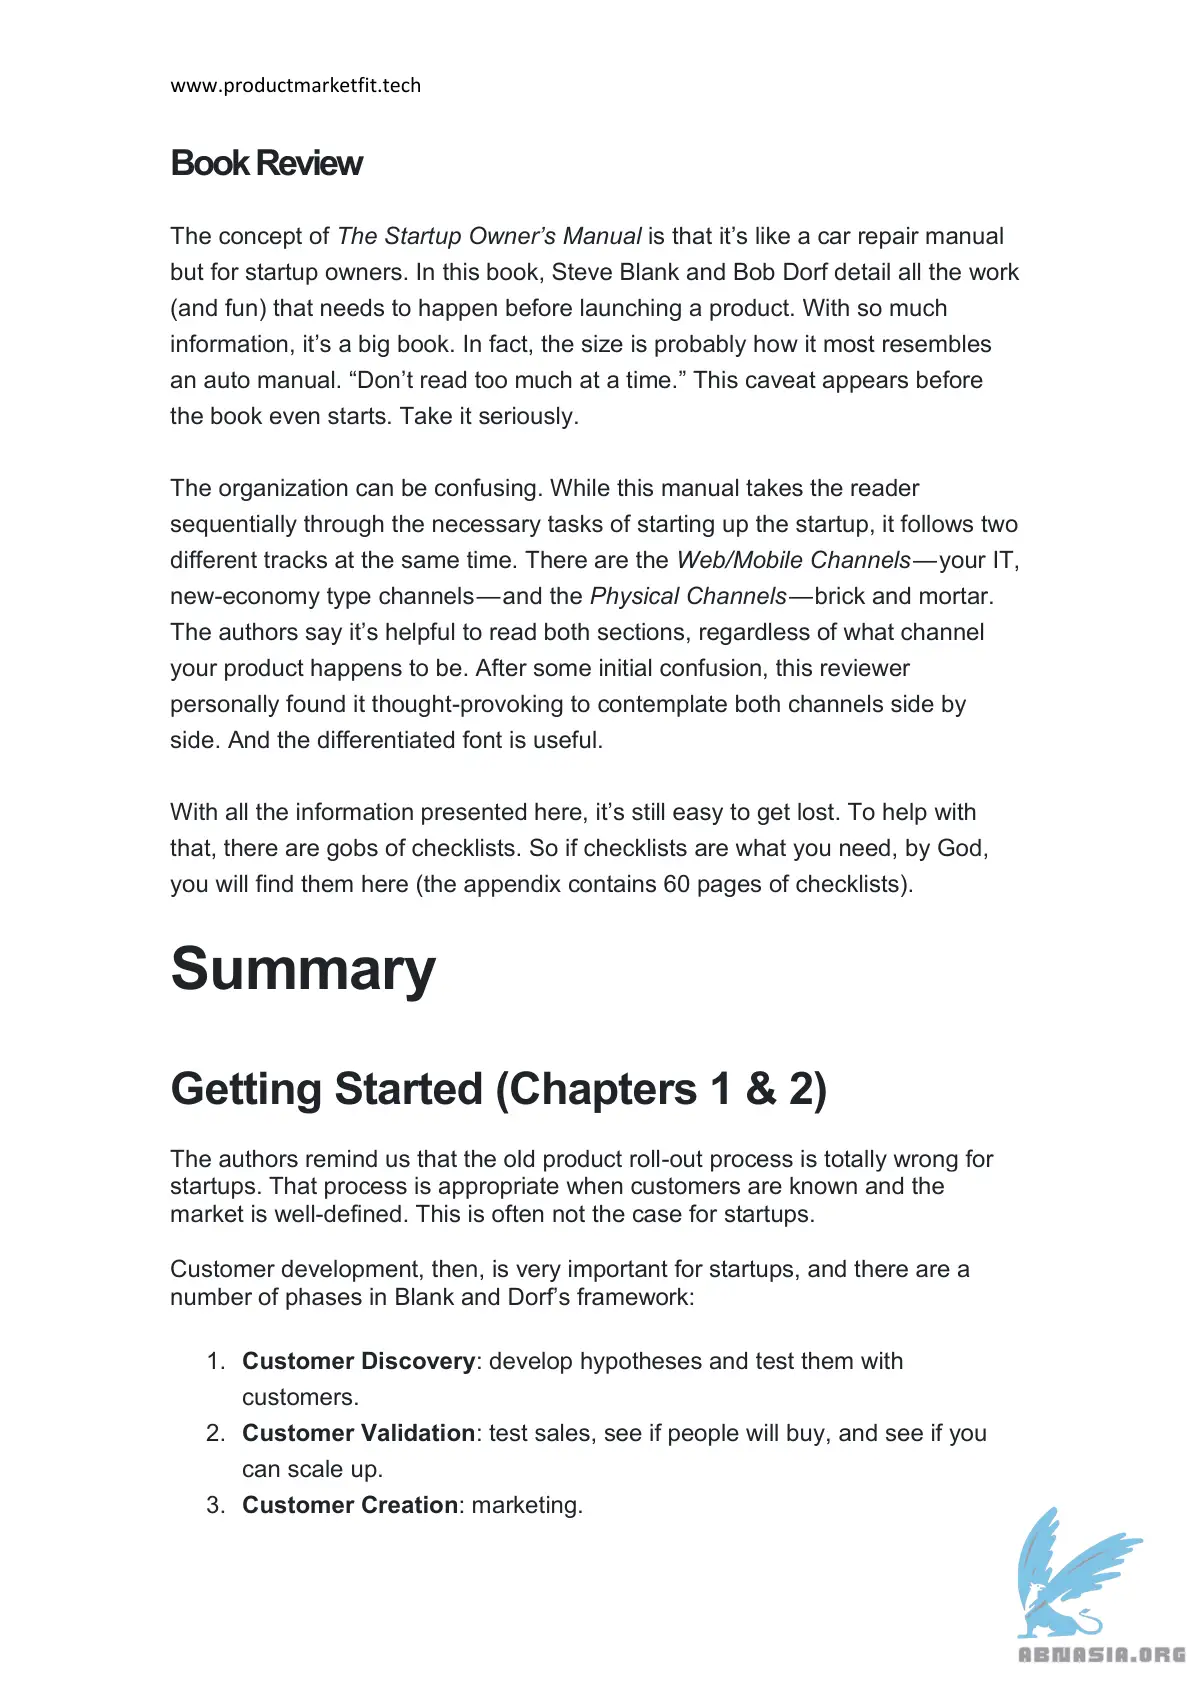 www.productmarketfit.tech
Book Review
The concept of The Startup Owner’s Manual is that it’s like a car repair manual
but for startup owners. In this book, Steve Blank and Bob Dorf detail all the work
(and fun) that needs to happen before launching a product. With so much
information, it’s a big book. In fact, the size is probably how it most resembles
an auto manual. “Don’t read too much at a time.” This caveat appears before
the book even starts. Take it seriously.
The organization can be confusing. While this manual takes the reader
sequentially through the necessary tasks of starting up the startup, it follows two
different tracks at the same time. There are the Web/Mobile Channels — your IT,
new-economy type channels — and the Physical Channels — brick and mortar.
The authors say it’s helpful to read both sections, regardless of what channel
your product happens to be. After some initial confusion, this reviewer
personally found it thought-provoking to contemplate both channels side by
side. And the differentiated font is useful.
With all the information presented here, it’s still easy to get lost. To help with
that, there are gobs of checklists. So if checklists are what you need, by God,
you will find them here (the appendix contains 60 pages of checklists).
Summary
Getting Started (Chapters 1 & 2)
The authors remind us that the old product roll-out process is totally wrong for
startups. That process is appropriate when customers are known and the
market is well-defined. This is often not the case for startups.
Customer development, then, is very important for startups, and there are a
number of phases in Blank and Dorf’s framework:
1. Customer Discovery: develop hypotheses and test them with
customers.
2. Customer Validation: test sales, see if people will buy, and see if you
can scale up.
3. Customer Creation: marketing.
ABNASIA.ORG